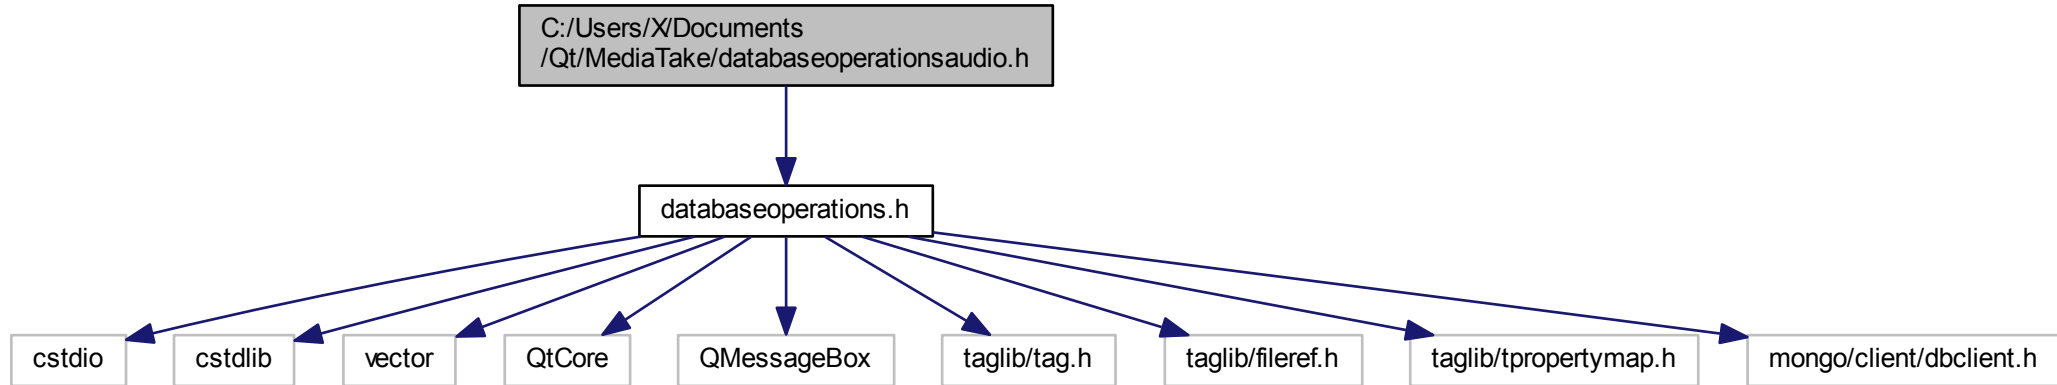 C:/Users/X/Documents
/Qt/MediaTake/databaseoperationsaudio.h
databaseoperations.h
cstdio
cstdlib
vector
QtCore
QMessageBox
taglib/tag.h
taglib/fileref.h
taglib/tpropertymap.h
mongo/client/dbclient.h